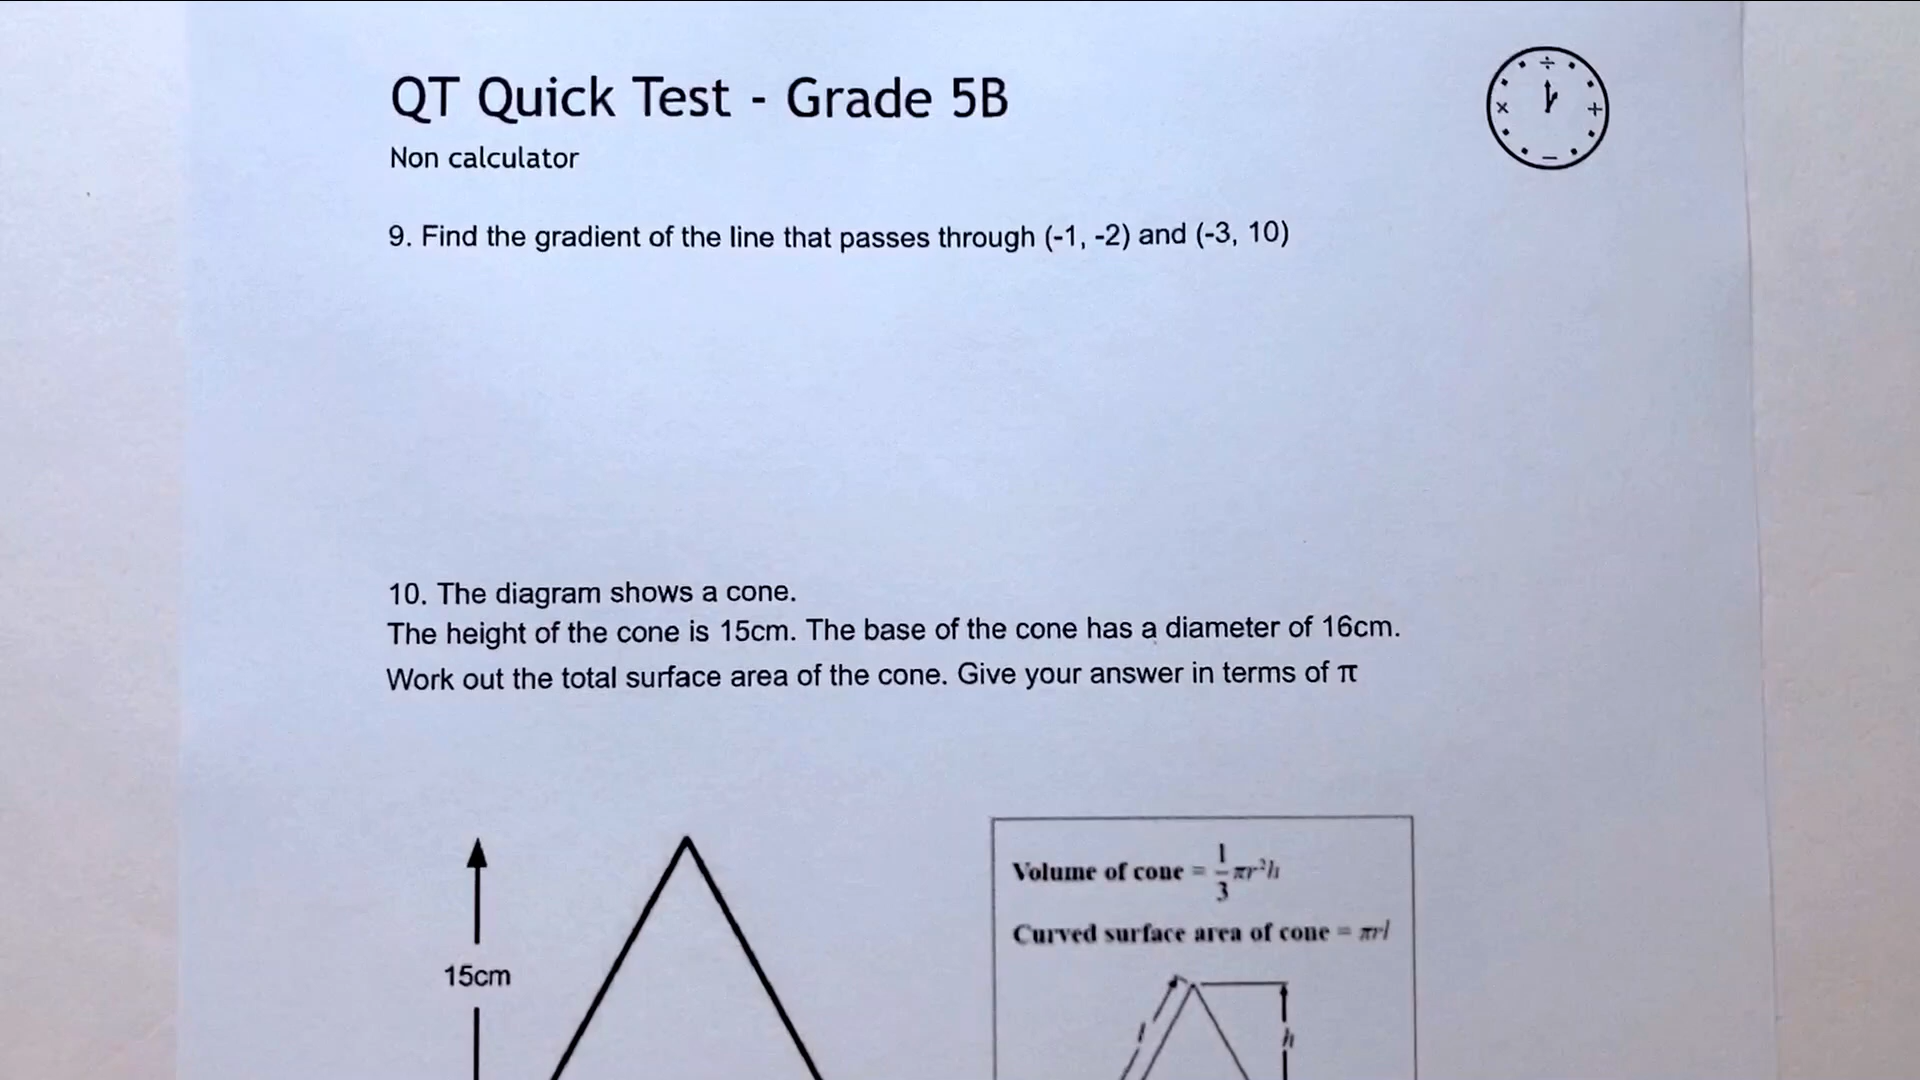 QT Quick Test - Grade 5B
Non calculator
9. Find the gradient of the line that passes through (-1, -2) and (-3, 10)
10. The diagram shows a cone.
The height of the cone is 15cm. The base of the cone has a diameter of 16cm.
Work out the total surface area of the cone. Give your answer in terms of π
15cm
Volume of cone = 1/3 πr²h
Curved surface area of cone = πrl
l
h
÷
×
+
−